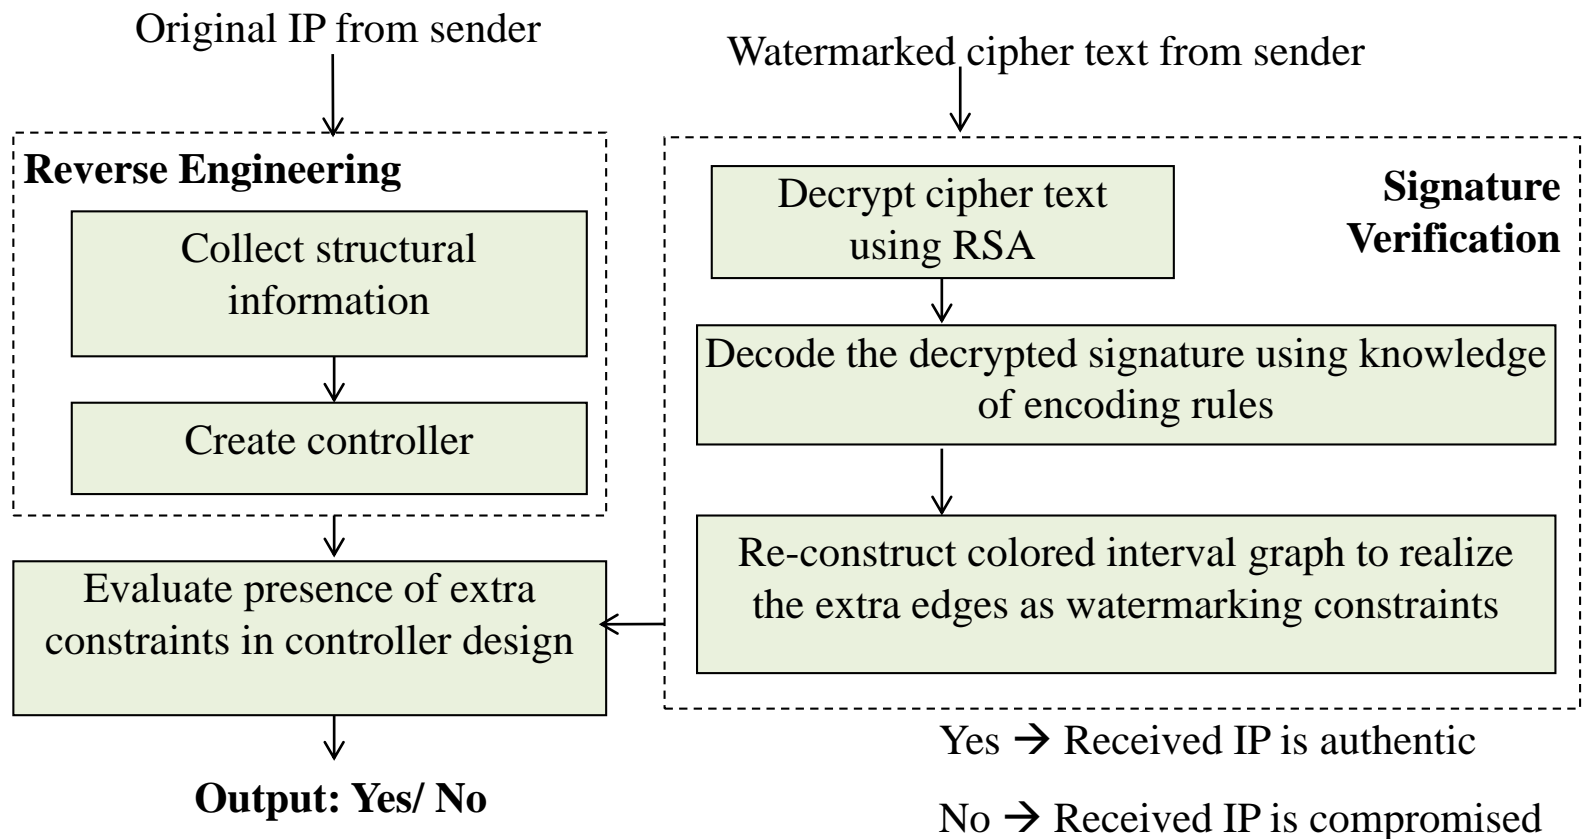 Original IP from sender
Watermarked cipher text from sender
Reverse Engineering
Collect structural
information
Create controller
Evaluate presence of extra
constraints in controller design
Output: Yes/ No
Signature
Verification
Decrypt cipher text
using RSA
Decode the decrypted signature using knowledge
of encoding rules
Re-construct colored interval graph to realize
the extra edges as watermarking constraints
Yes → Received IP is authentic
No → Received IP is compromised